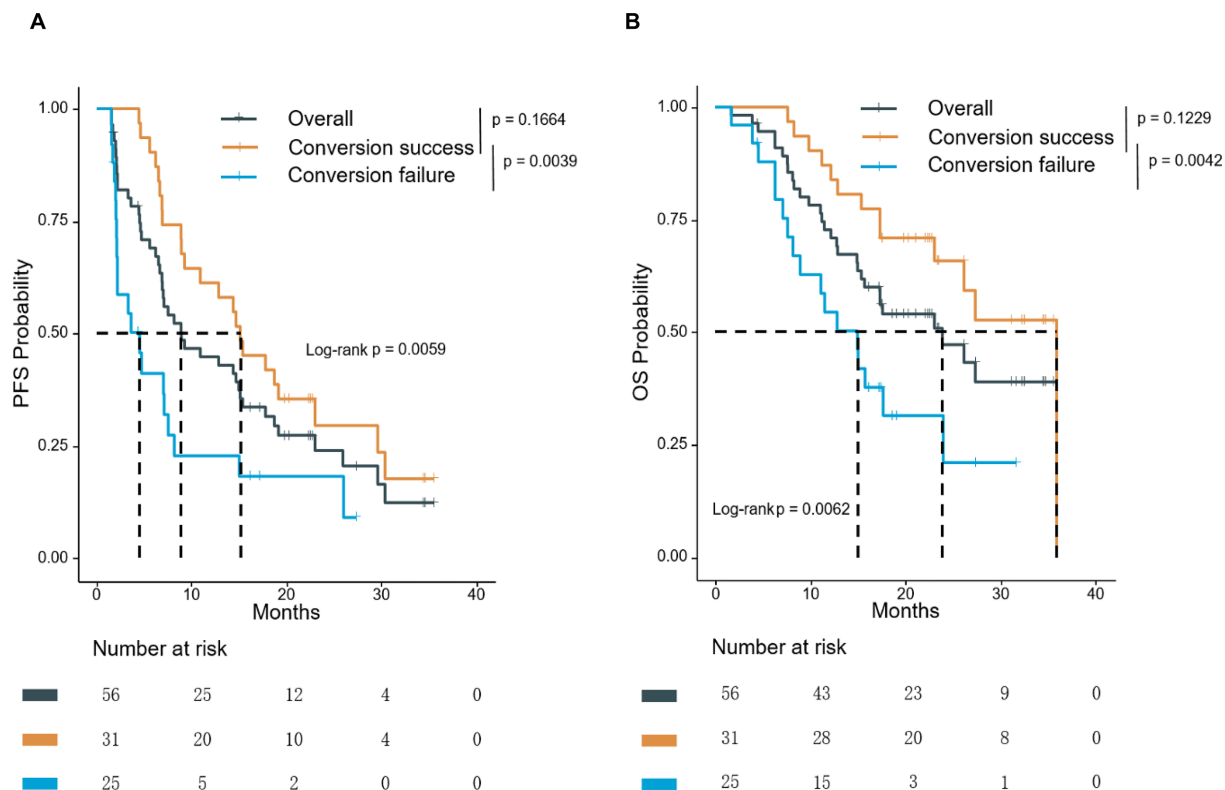 A
1.00
0.75
0.50
0.25
0.00
PFS Probability
Overall
Conversion success
Conversion failure
p = 0.1664
p = 0.0039
Log-rank p = 0.0059
0 10 20 30 40
Months
Number at risk
56 25 12 4 0
31 20 10 4 0
25 5 2 0 0
B
1.00
0.75
0.50
0.25
0.00
OS Probability
Overall
Conversion success
Conversion failure
p = 0.1229
p = 0.0042
Log-rank p = 0.0062
0 10 20 30 40
Months
Number at risk
56 43 23 9 0
31 28 20 8 0
25 15 3 1 0